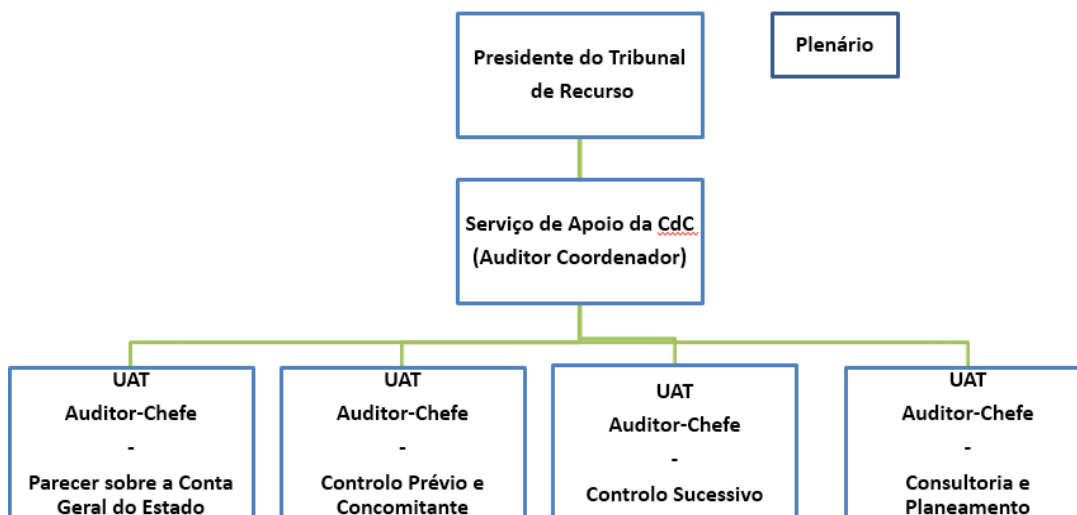 Presidente do Tribunal
de Recurso
Plenário
Serviço de Apoio da CdC
(Auditor Coordenador)
UAT
Auditor-Chefe
-
Parecer sobre a Conta
Geral do Estado
UAT
Auditor-Chefe
-
Controlo Prévio e
Concomitante
UAT
Auditor-Chefe
-
Controlo Sucessivo
UAT
Auditor-Chefe
-
Consultoria e
Planeamento